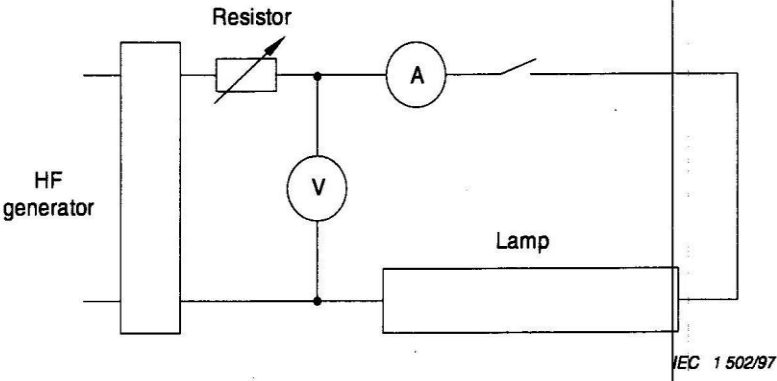 Resistor
A
HF
generator
V
Lamp
IEC 1 502/97